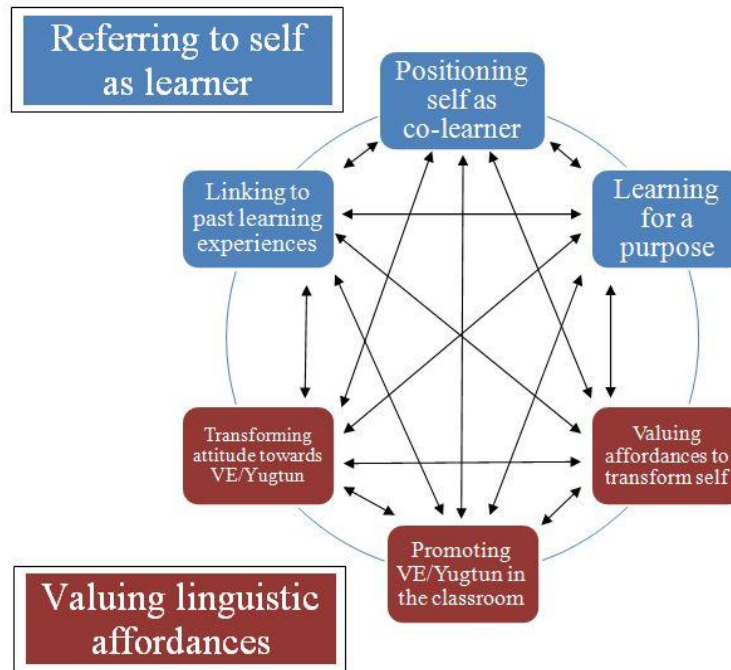 Referring to self
as learner
Positioning
self as
co-learner
Linking to
past learning
experiences
Learning
for a
purpose
Transforming
attitude towards
VE/Yugtun
Valuing
affordances to
transform self
Promoting
VE/Yugtun in
the classroom
Valuing linguistic
affordances